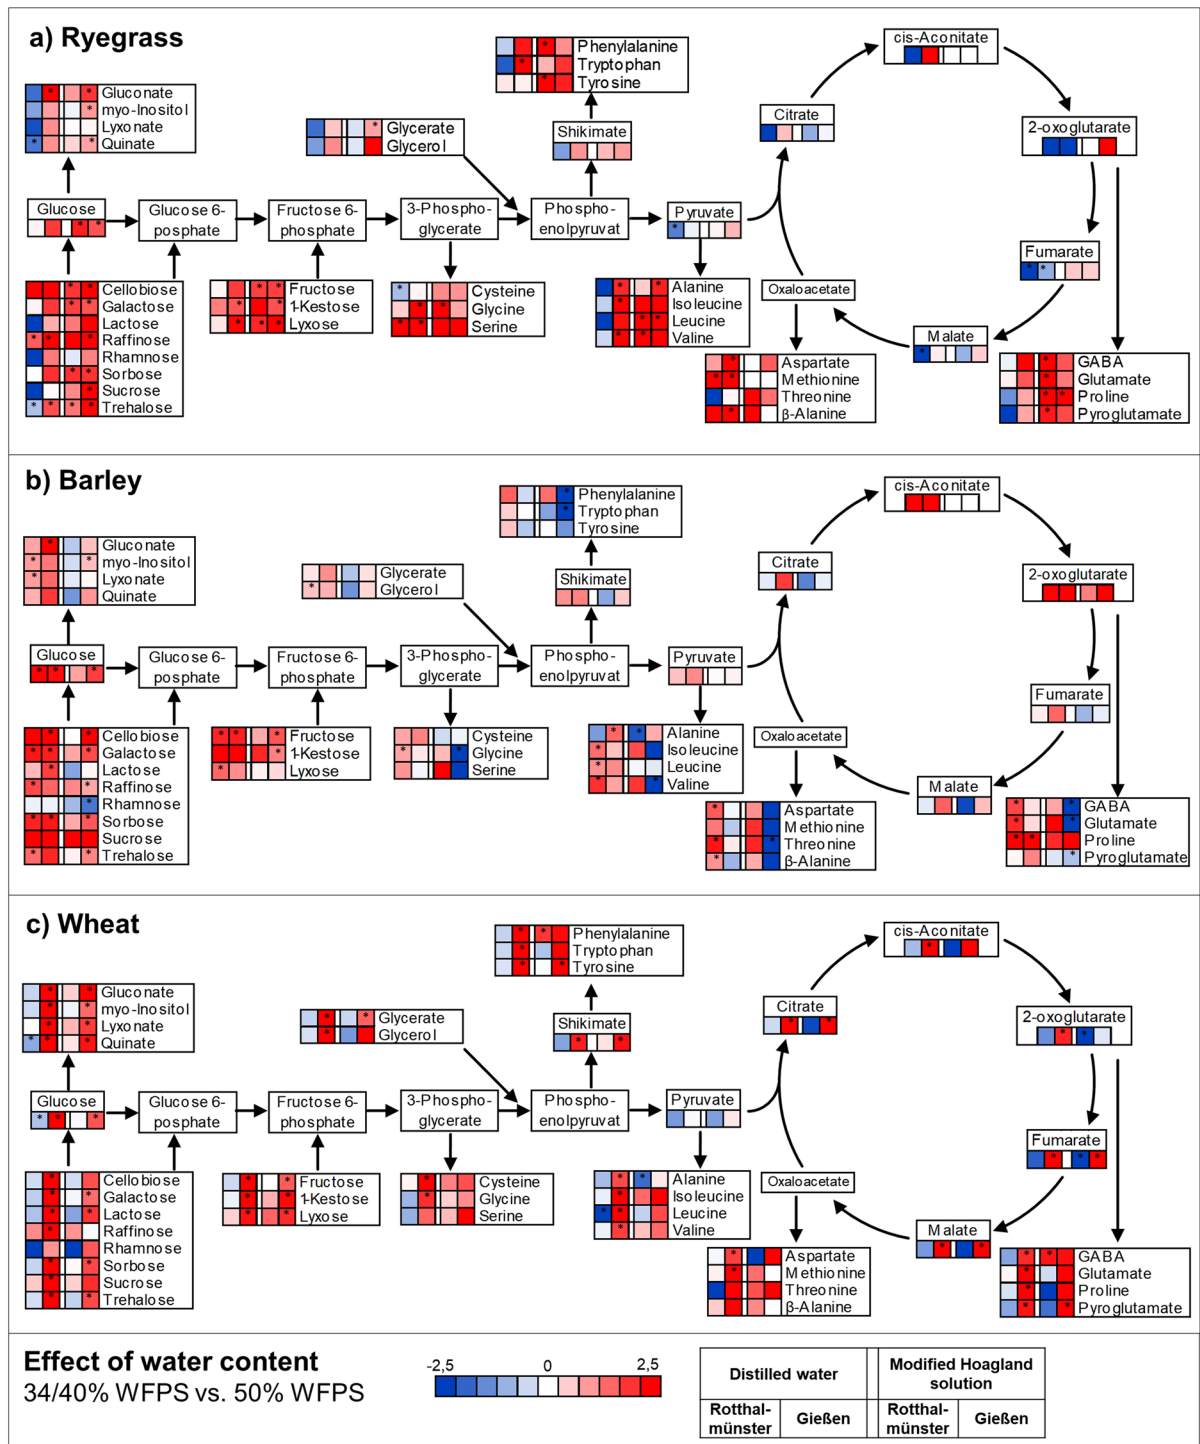 a) Ryegrass
Gluconate
myo-Inositol
Lyxonate
Quinate
Glycerate
Glycerol
Phenylalanine
Tryptophan
Tyrosine
Shikimate
cis-Aconitate
Citrate
2-oxoglutarate
Glucose
Glucose 6-
posphate
Fructose 6-
phosphate
3-Phospho-
glycerate
Phosph-
enolpyruvat
Pyruvate
Fumarate
Cellobiose
Galactose
Lactose
Raffinose
Rhamnose
Sorbose
Sucrose
Trehalose
Fructose
1-Kestose
Lyxose
Cysteine
Glycine
Serine
Alanine
Isoleucine
Leucine
Valine
Oxaloacetate
Malate
Aspartate
Methionine
Threonine
β-Alanine
GABA
Glutamate
Proline
Pyroglutamate
b) Barley
Gluconate
myo-Inositol
Lyxonate
Quinate
Glycerate
Glycerol
Phenylalanine
Tryptophan
Tyrosine
Shikimate
cis-Aconitate
Citrate
2-oxoglutarate
Glucose
Glucose 6-
posphate
Fructose 6-
phosphate
3-Phospho-
glycerate
Phosph-
enolpyruvat
Pyruvate
Fumarate
Cellobiose
Galactose
Lactose
Raffinose
Rhamnose
Sorbose
Sucrose
Trehalose
Fructose
1-Kestose
Lyxose
Cysteine
Glycine
Serine
Alanine
Isoleucine
Leucine
Valine
Oxaloacetate
Malate
Aspartate
Methionine
Threonine
β-Alanine
GABA
Glutamate
Proline
Pyroglutamate
c) Wheat
Gluconate
myo-Inositol
Lyxonate
Quinate
Glycerate
Glycerol
Phenylalanine
Tryptophan
Tyrosine
Shikimate
cis-Aconitate
Citrate
2-oxoglutarate
Glucose
Glucose 6-
posphate
Fructose 6-
phosphate
3-Phospho-
glycerate
Phosph-
enolpyruvat
Pyruvate
Fumarate
Cellobiose
Galactose
Lactose
Raffinose
Rhamnose
Sorbose
Sucrose
Trehalose
Fructose
1-Kestose
Lyxose
Cysteine
Glycine
Serine
Alanine
Isoleucine
Leucine
Valine
Oxaloacetate
Malate
Aspartate
Methionine
Threonine
β-Alanine
GABA
Glutamate
Proline
Pyroglutamate
Effect of water content
34/40% WFPS vs. 50% WFPS
-2,5 0 2,5
Distilled water
Modified Hoagland
solution
Rotthal-
münster
Gießen
Rotthal-
münster
Gießen